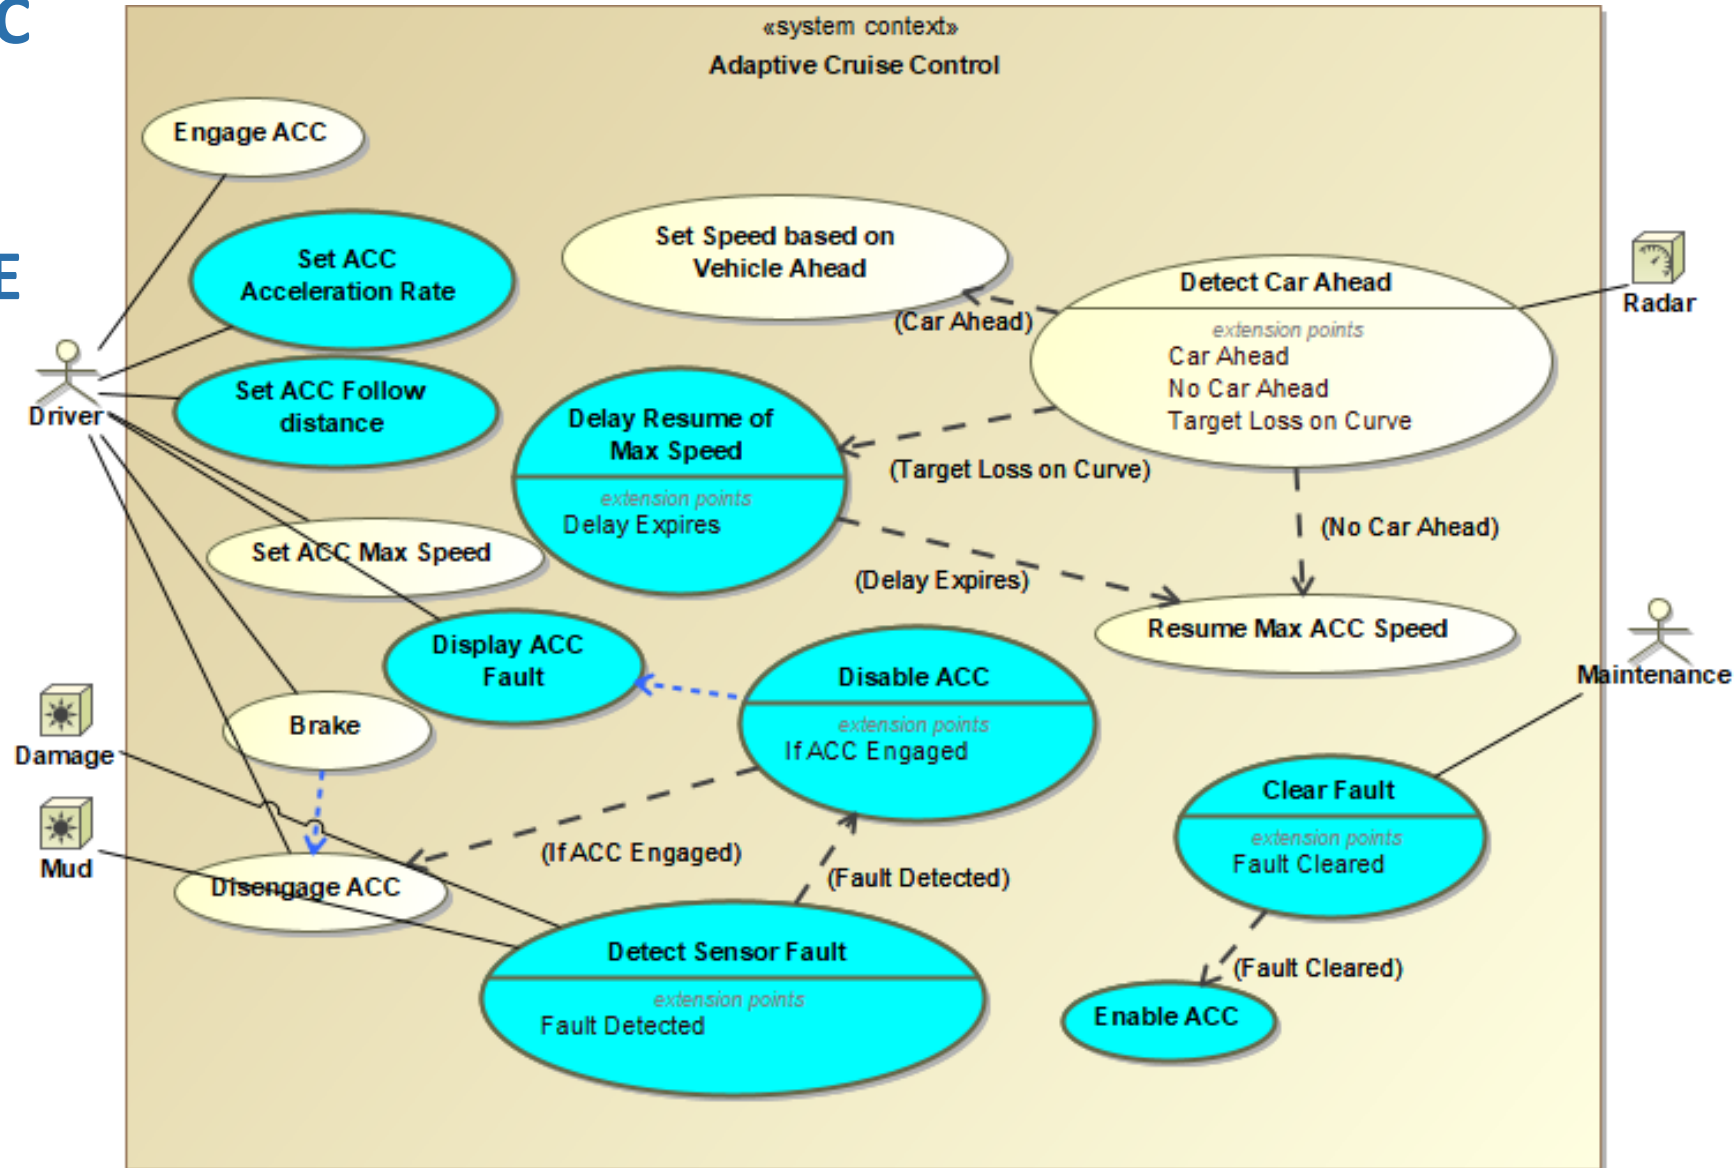 C
E
«system context»
Adaptive Cruise Control
Engage ACC
Set ACC
Acceleration Rate
Set ACC Follow
distance
Set Speed based on
Vehicle Ahead
(Car Ahead)
Detect Car Ahead
extension points
Car Ahead
No Car Ahead
Target Loss on Curve
Radar
Driver
Delay Resume of
Max Speed
extension points
Delay Expires
(Target Loss on Curve)
(No Car Ahead)
(Delay Expires)
Set ACC Max Speed
Resume Max ACC Speed
Maintenance
Display ACC
Fault
Disable ACC
extension points
If ACC Engaged
Brake
Damage
Mud
Disengage ACC
(If ACC Engaged)
(Fault Detected)
Clear Fault
extension points
Fault Cleared
Detect Sensor Fault
extension points
Fault Detected
(Fault Cleared)
Enable ACC